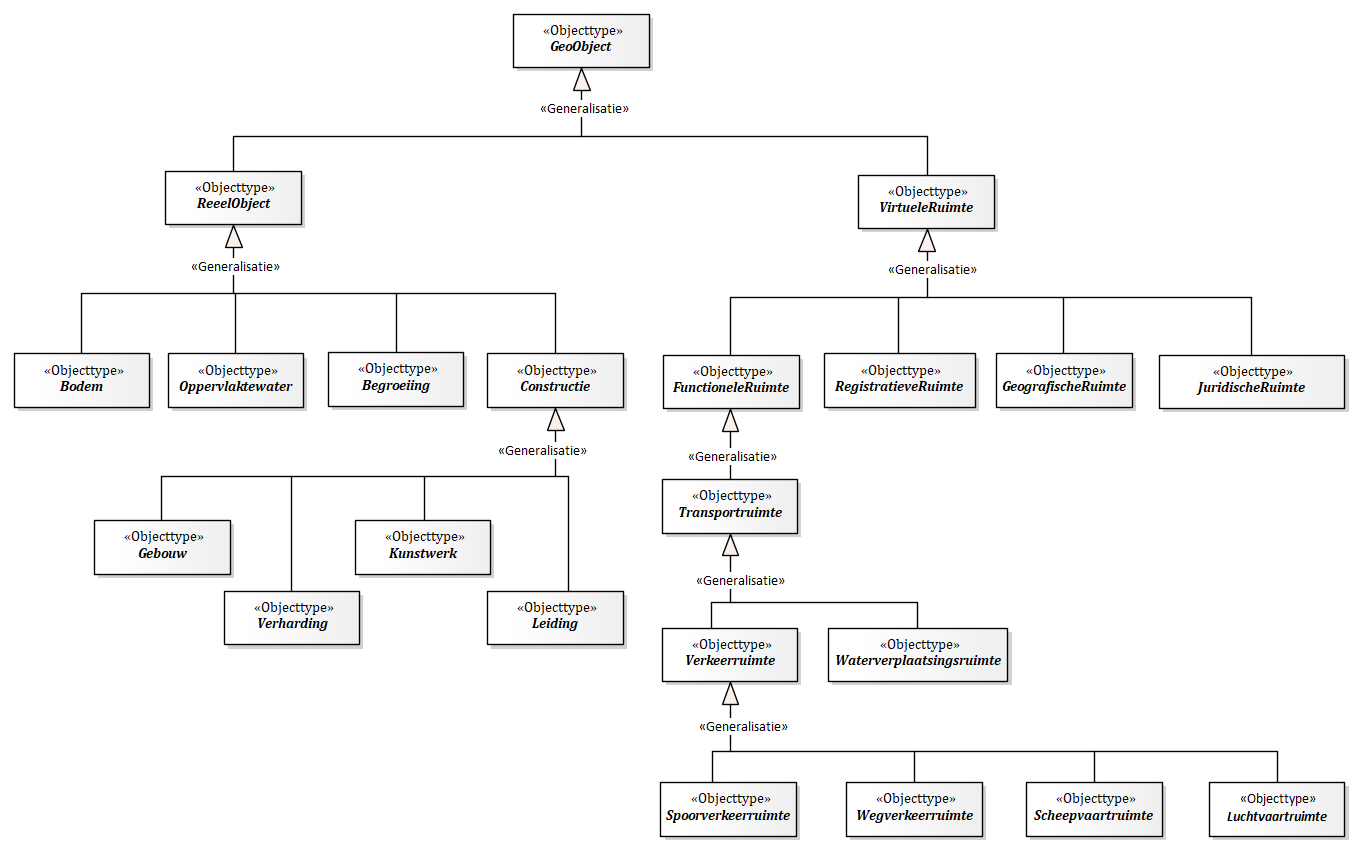 «Objecttype»
GeoObject
«Generalisatie»
«Objecttype»
ReeelObject
«Objecttype»
VirtueleRuimte
«Generalisatie»
«Generalisatie»
«Objecttype»
Bodem
«Objecttype»
Oppervlaktewater
«Objecttype»
Begroeiing
«Objecttype»
Constructie
«Objecttype»
FunctioneleRuimte
«Objecttype»
RegistratieveRuimte
«Objecttype»
GeografischeRuimte
«Objecttype»
JuridischeRuimte
«Generalisatie»
«Generalisatie»
«Objecttype»
Gebouw
«Objecttype»
Kunstwerk
«Objecttype»
Transportruimte
«Objecttype»
Verharding
«Objecttype»
Leiding
«Generalisatie»
«Objecttype»
Verkeerruimte
«Objecttype»
Waterverplaatsingsruimte
«Generalisatie»
«Objecttype»
Spoorverkeerruimte
«Objecttype»
Wegverkeerruimte
«Objecttype»
Scheepvaartruimte
«Objecttype»
Luchtvaartruimte